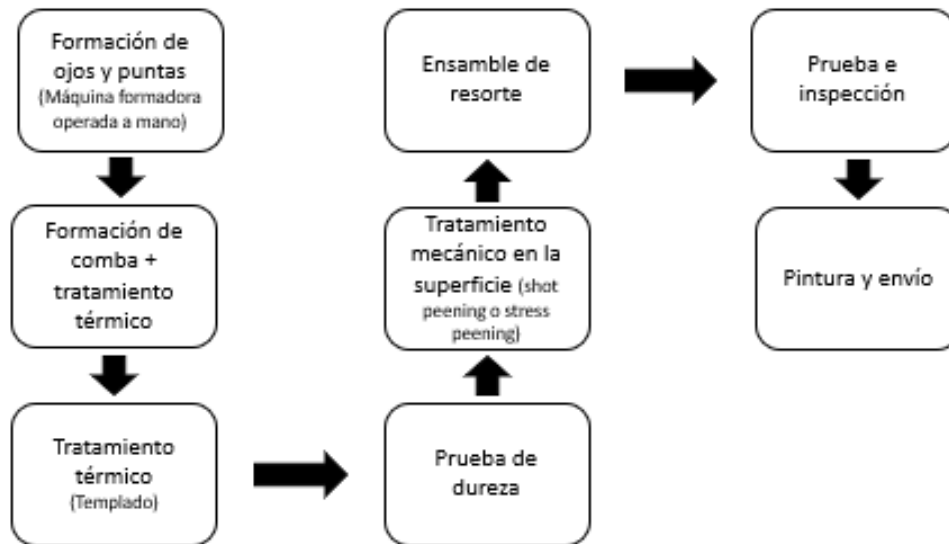 Formación de
ojos y puntas
(Máquina formadora
operada a mano)
Formación de
comba +
tratamiento
térmico
Tratamiento
térmico
(Templado)
Prueba de
dureza
Tratamiento
mecánico en la
superficie (shot
peening o stress
peening)
Ensamble de
resorte
Prueba e
inspección
Pintura y envío